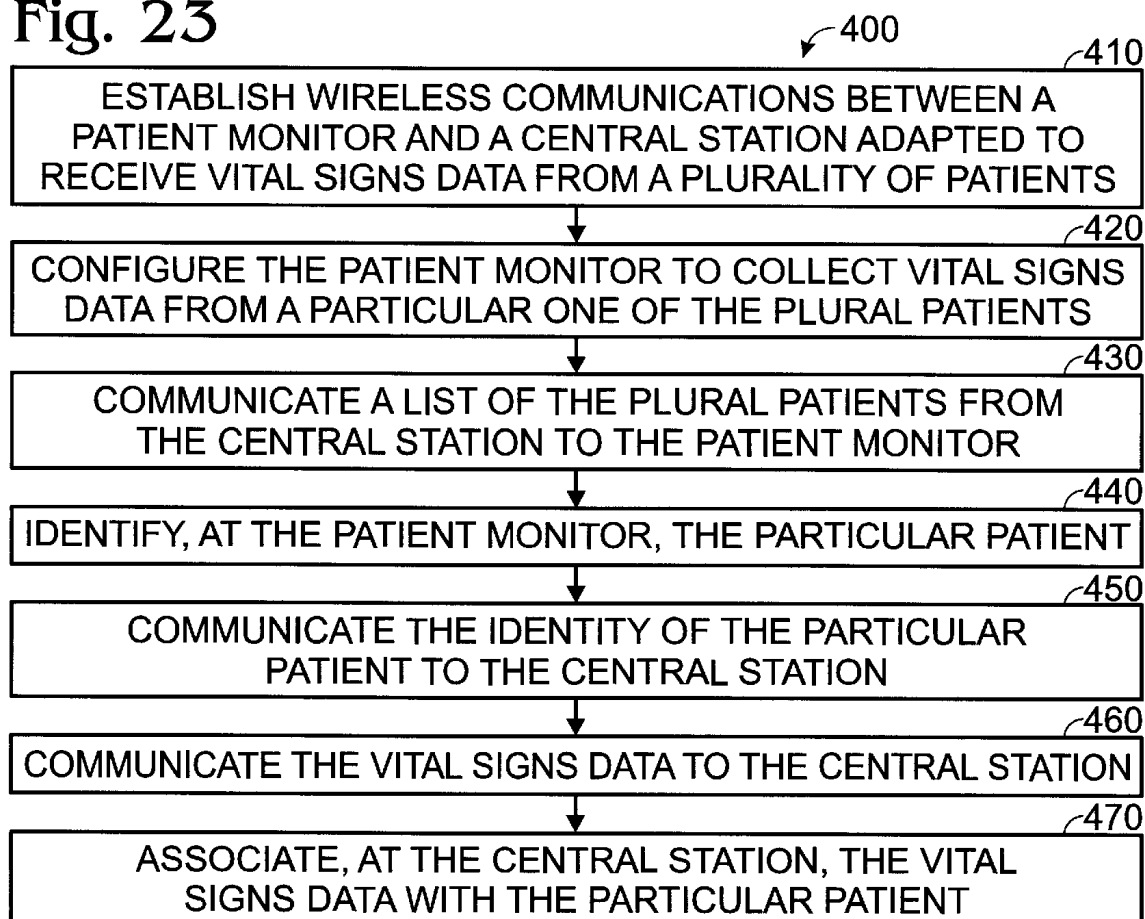 Fig. 23
400
410
ESTABLISH WIRELESS COMMUNICATIONS BETWEEN A
PATIENT MONITOR AND A CENTRAL STATION ADAPTED TO
RECEIVE VITAL SIGNS DATA FROM A PLURALITY OF PATIENTS
420
CONFIGURE THE PATIENT MONITOR TO COLLECT VITAL SIGNS
DATA FROM A PARTICULAR ONE OF THE PLURAL PATIENTS
430
COMMUNICATE A LIST OF THE PLURAL PATIENTS FROM
THE CENTRAL STATION TO THE PATIENT MONITOR
440
IDENTIFY, AT THE PATIENT MONITOR, THE PARTICULAR PATIENT
450
COMMUNICATE THE IDENTITY OF THE PARTICULAR
PATIENT TO THE CENTRAL STATION
460
COMMUNICATE THE VITAL SIGNS DATA TO THE CENTRAL STATION
470
ASSOCIATE, AT THE CENTRAL STATION, THE VITAL
SIGNS DATA WITH THE PARTICULAR PATIENT